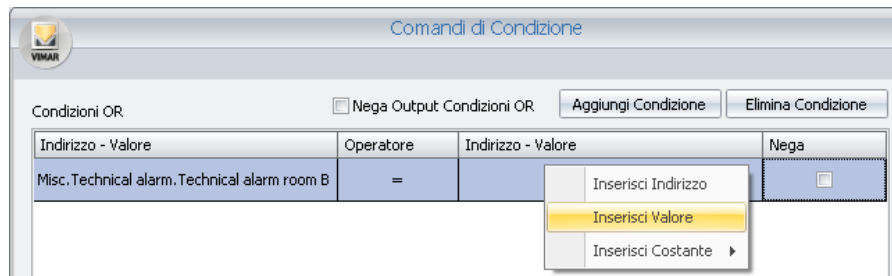 Comandi di Condizione
VIMAR
Condizioni OR Nega Output Condizioni OR Aggiungi Condizione Elimina Condizione
Indirizzo - Valore Operatore Indirizzo - Valore Nega
Misc.Technical alarm.Technical alarm room B =
Inserisci Indirizzo
Inserisci Valore
Inserisci Costante